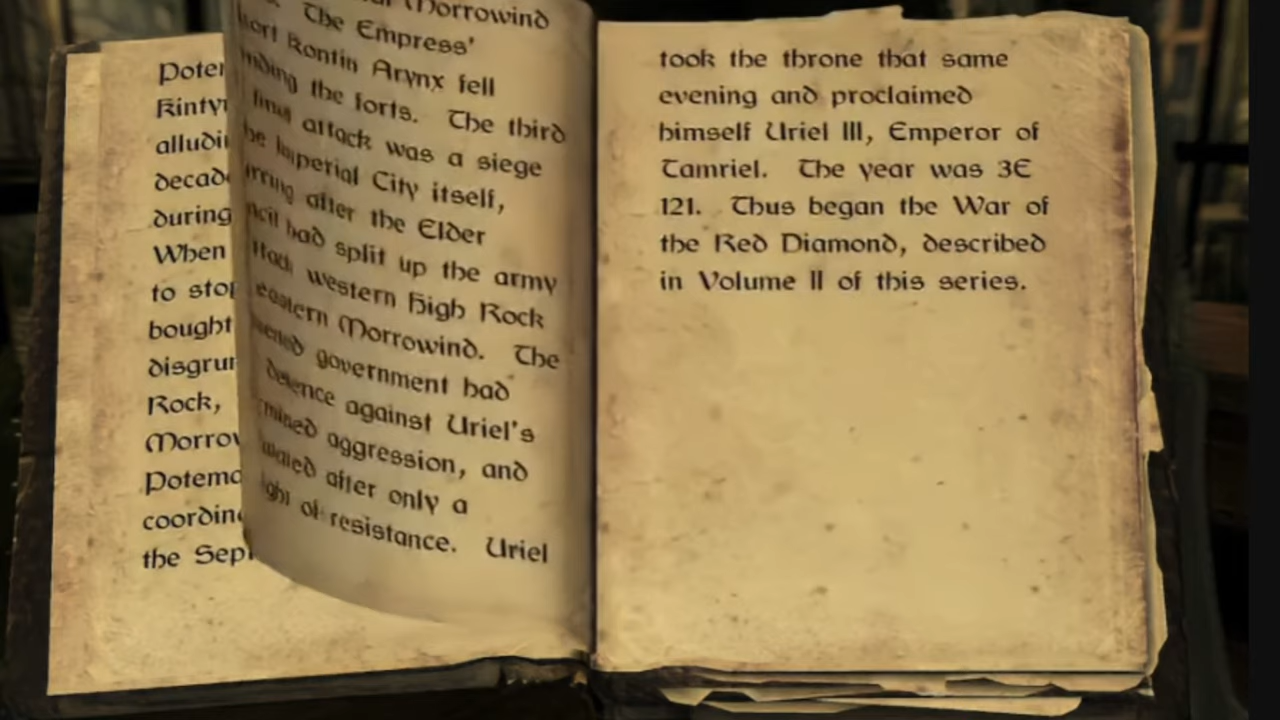 Poten
Kinty
alludi
decad
during
When
to stop
bought
disgrun
Rock,
Morrow
Potema
coordin
the Sep
Morrowind
The Empress'
Kontin Arynx fell
the forts. The third
attack was a siege
Imperial City itself,
after the Elder
had split up the army
western High Rock
eastern Morrowind. The
government had
defence against Uriel's
aggression, and
after only a
of resistance. Uriel
took the throne that same
evening and proclaimed
himself Uriel III, Emperor of
Tamriel. The year was 3E
121. Thus began the War of
the Red Diamond, described
in Volume II of this series.